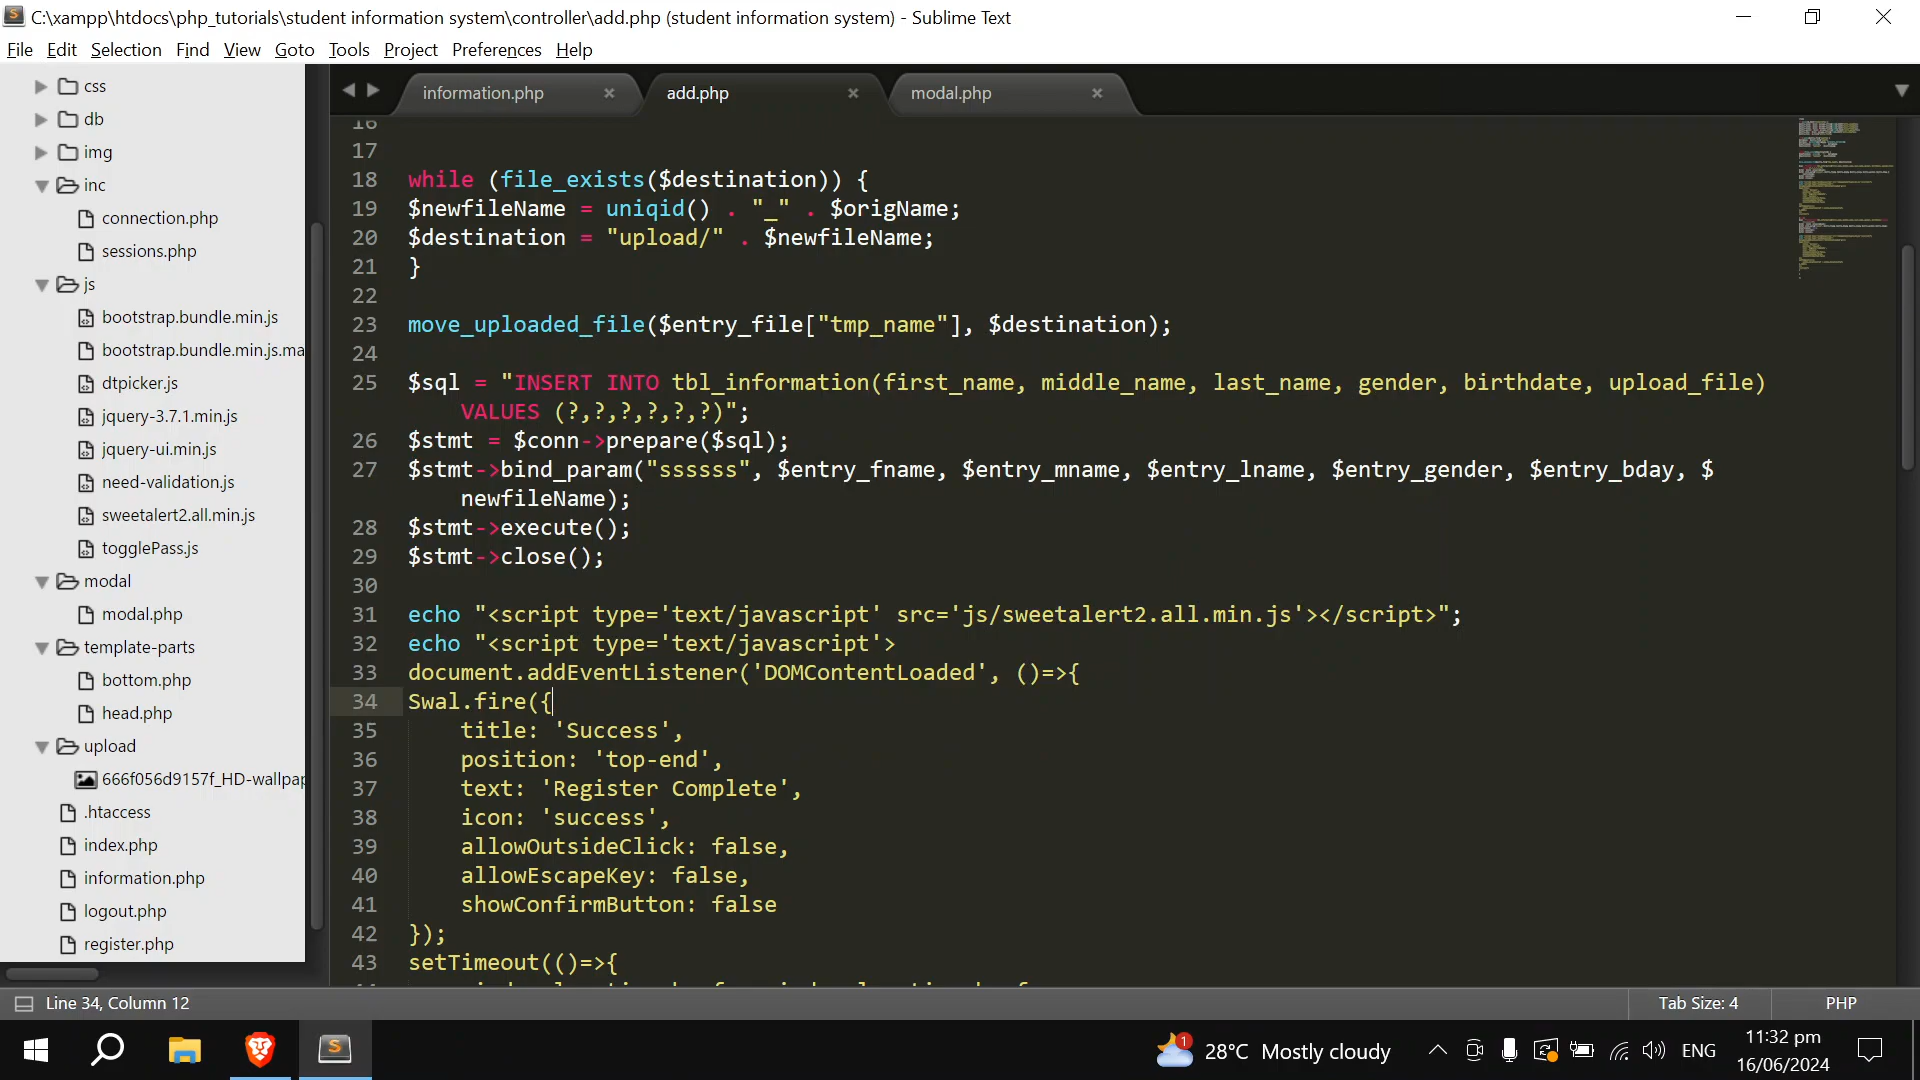 C:\xampp\htdocs\php_tutorials\student information system\controller\add.php (student information system) - Sublime Text
File Edit Selection Find View Goto Tools Project Preferences Help
css
db
img
inc
connection.php
sessions.php
js
bootstrap.bundle.min.js
bootstrap.bundle.min.js.ma
dtpicker.js
jquery-3.7.1.min.js
jquery-ui.min.js
need-validation.js
sweetalert2.all.min.js
togglePass.js
modal
modal.php
template-parts
bottom.php
head.php
upload
666f056d9157f_HD-wallpap
.htaccess
index.php
information.php
logout.php
register.php
information.php × add.php × modal.php ×
16
17
18 while (file_exists($destination)) {
19 $newfileName = uniqid() . "_" . $origName;
20 $destination = "upload/" . $newfileName;
21 }
22
23 move_uploaded_file($entry_file["tmp_name"], $destination);
24
25 $sql = "INSERT INTO tbl_information(first_name, middle_name, last_name, gender, birthdate, upload_file)
VALUES (?,?,?,?,?,?)";
26 $stmt = $conn->prepare($sql);
27 $stmt->bind_param("ssssss", $entry_fname, $entry_mname, $entry_lname, $entry_gender, $entry_bday, $
newfileName);
28 $stmt->execute();
29 $stmt->close();
30
31 echo "<script type='text/javascript' src='js/sweetalert2.all.min.js'></script>";
32 echo "<script type='text/javascript'>
33 document.addEventListener('DOMContentLoaded', ()=>{
34 Swal.fire({
35 title: 'Success',
36 position: 'top-end',
37 text: 'Register Complete',
38 icon: 'success',
39 allowOutsideClick: false,
40 allowEscapeKey: false,
41 showConfirmButton: false
42 });
43 setTimeout(()=>{
Line 34, Column 12
Tab Size: 4
PHP
1
28°C Mostly cloudy
ENG
11:32 pm
16/06/2024